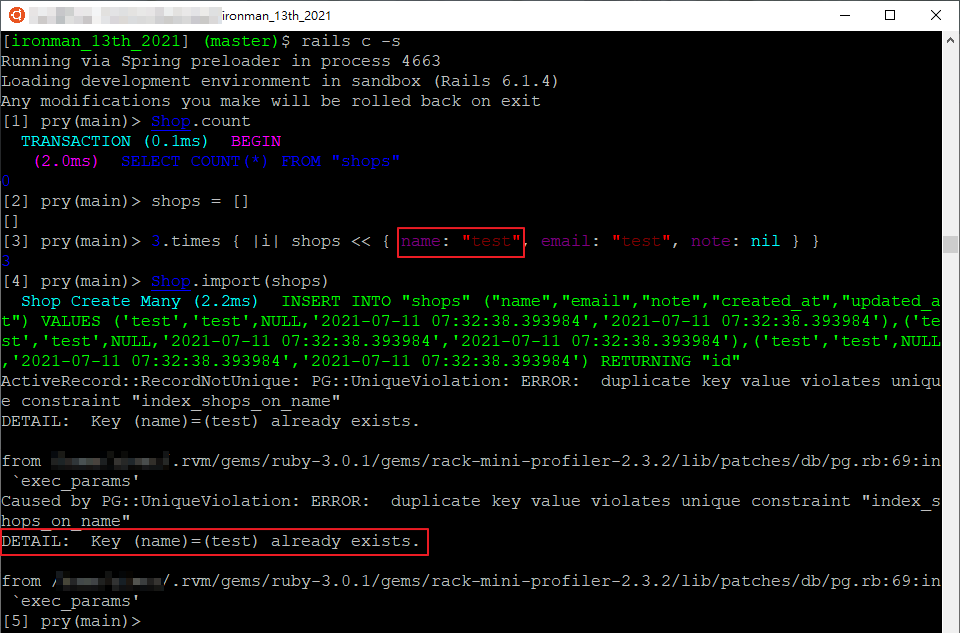 ironman_13th_2021
[ironman_13th_2021] (master)$ rails c -s
Running via Spring preloader in process 4663
Loading development environment in sandbox (Rails 6.1.4)
Any modifications you make will be rolled back on exit
[1] pry(main)> Shop.count
  TRANSACTION (0.1ms)  BEGIN
   (2.0ms)  SELECT COUNT(*) FROM "shops"
0
[2] pry(main)> shops = []
[]
[3] pry(main)> 3.times { |i| shops << { name: "test", email: "test", note: nil } }
3
[4] pry(main)> Shop.import(shops)
  Shop Create Many (2.2ms)  INSERT INTO "shops" ("name","email","note","created_at","updated_a
t") VALUES ('test','test',NULL,'2021-07-11 07:32:38.393984','2021-07-11 07:32:38.393984'),('te
st','test',NULL,'2021-07-11 07:32:38.393984','2021-07-11 07:32:38.393984'),('test','test',NULL
,'2021-07-11 07:32:38.393984','2021-07-11 07:32:38.393984') RETURNING "id"
ActiveRecord::RecordNotUnique: PG::UniqueViolation: ERROR:  duplicate key value violates uniqu
e constraint "index_shops_on_name"
DETAIL:  Key (name)=(test) already exists.
from .rvm/gems/ruby-3.0.1/gems/rack-mini-profiler-2.3.2/lib/patches/db/pg.rb:69:in
 `exec_params'
Caused by PG::UniqueViolation: ERROR:  duplicate key value violates unique constraint "index_s
hops_on_name"
DETAIL:  Key (name)=(test) already exists.
from / /.rvm/gems/ruby-3.0.1/gems/rack-mini-profiler-2.3.2/lib/patches/db/pg.rb:69:in
 `exec_params'
[5] pry(main)>